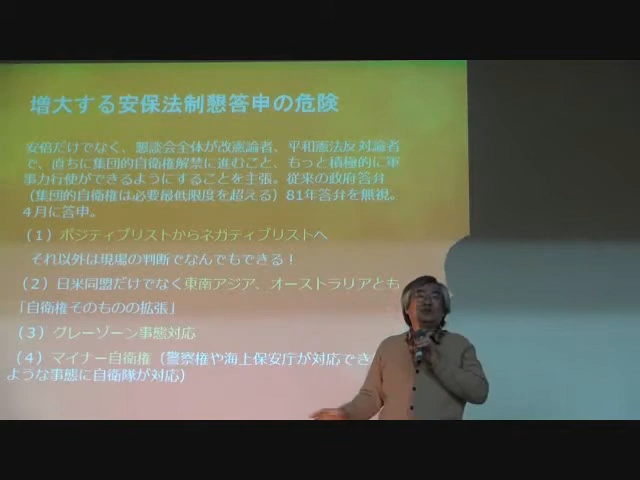 増大する安保法制懇答申の危険
安倍だけでなく、懇談会全体が改憲論者、平和憲法反対論者
で、直ちに集団的自衛権解禁に進むこと、もっと積極的に軍
事力行使ができるようにすることを主張。従来の政府答弁
（集団的自衛権は必要最低限度を超える）81年答弁を無視。
４月に答申。
（1）ポジティブリストからネガティブリストへ
それ以外は現場の判断でなんでもできる！
（2）日米同盟だけでなく東南アジア、オーストラリアとも
「自衛権そのものの拡張」
（3）グレーゾーン事態対応
（4）マイナー自衛権（警察権や海上保安庁が対応でき
ような事態に自衛隊が対応）